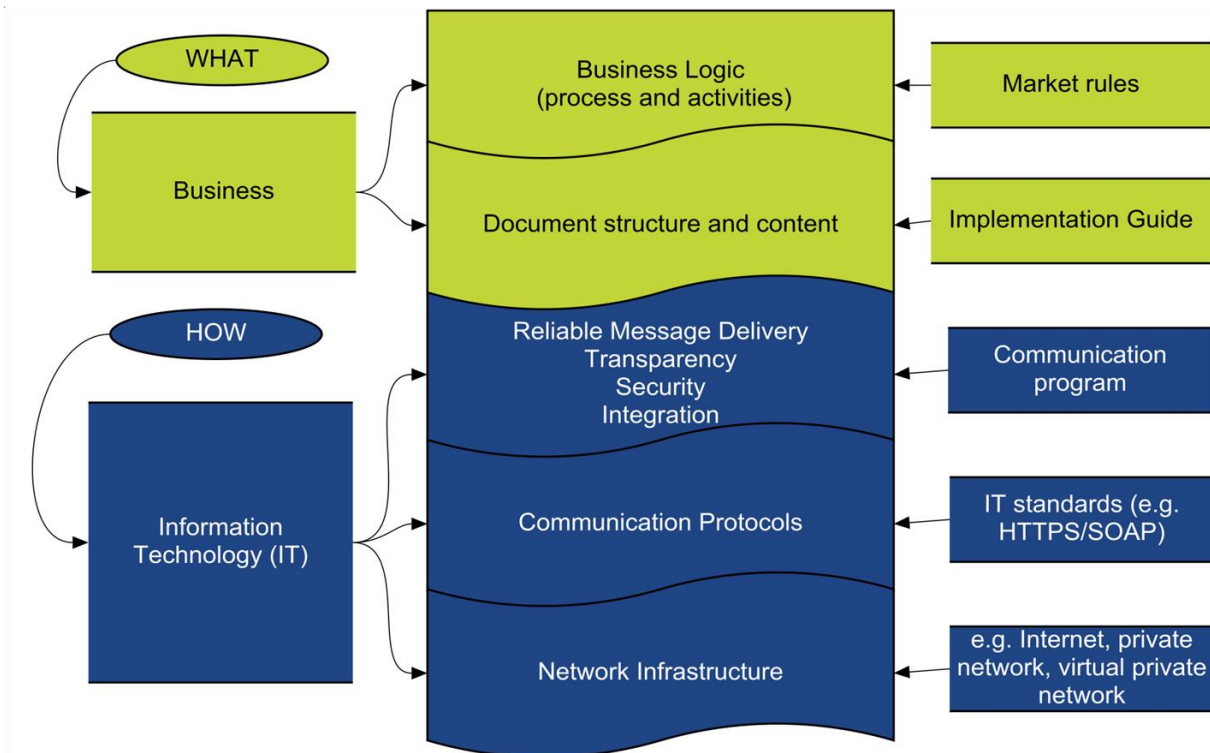 WHAT
Business
HOW
Information
Technology (IT)
Business Logic
(process and activities)
Document structure and content
Reliable Message Delivery
Transparency
Security
Integration
Communication Protocols
Network Infrastructure
Market rules
Implementation Guide
Communication
program
IT standards (e.g.
HTTPS/SOAP)
e.g. Internet, private
network, virtual private
network